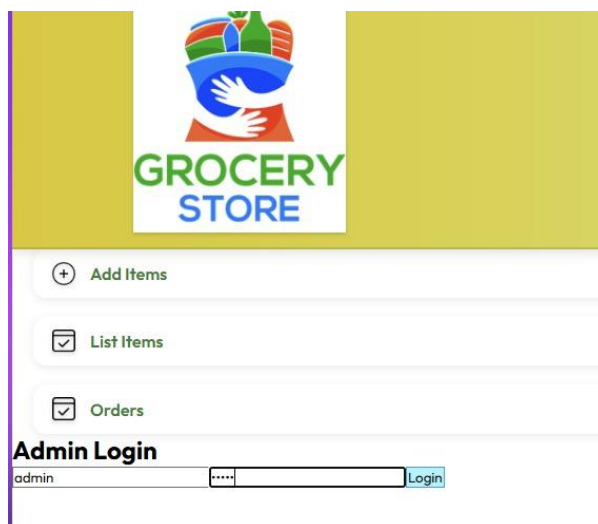 GROCERY
STORE
Add Items
List Items
Orders
Admin Login
admin ····· Login